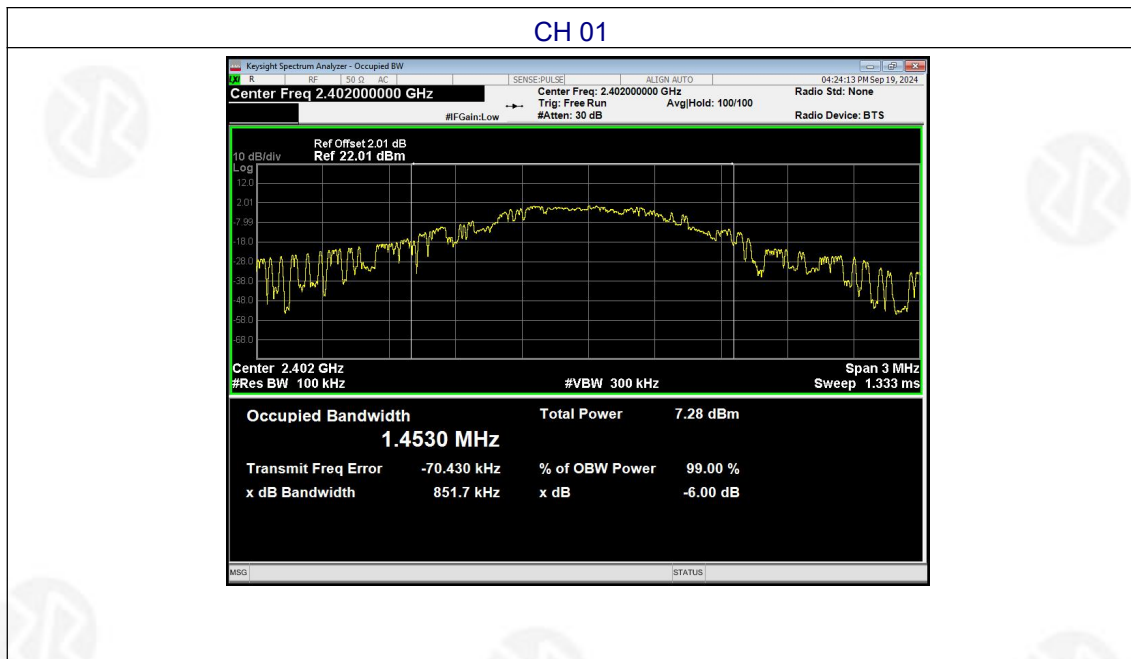 CH 01
Keysight Spectrum Analyzer - Occupied BW
R RF 50 Ω AC SENSE:PULSE ALIGN AUTO 04:24:13 PM Sep 19, 2024
Center Freq 2.402000000 GHz
Center Freq: 2.402000000 GHz
Radio Std: None
Trig: Free Run Avg|Hold: 100/100
#IFGain:Low #Atten: 30 dB Radio Device: BTS
Ref Offset 2.01 dB
10 dB/div Ref 22.01 dBm
Log
12.0
2.01
-7.99
-18.0
-28.0
-38.0
-48.0
-58.0
-68.0
Center 2.402 GHz Span 3 MHz
#Res BW 100 kHz #VBW 300 kHz Sweep 1.333 ms
Occupied Bandwidth Total Power 7.28 dBm
1.4530 MHz
Transmit Freq Error -70.430 kHz % of OBW Power 99.00 %
x dB Bandwidth 851.7 kHz x dB -6.00 dB
MSG STATUS